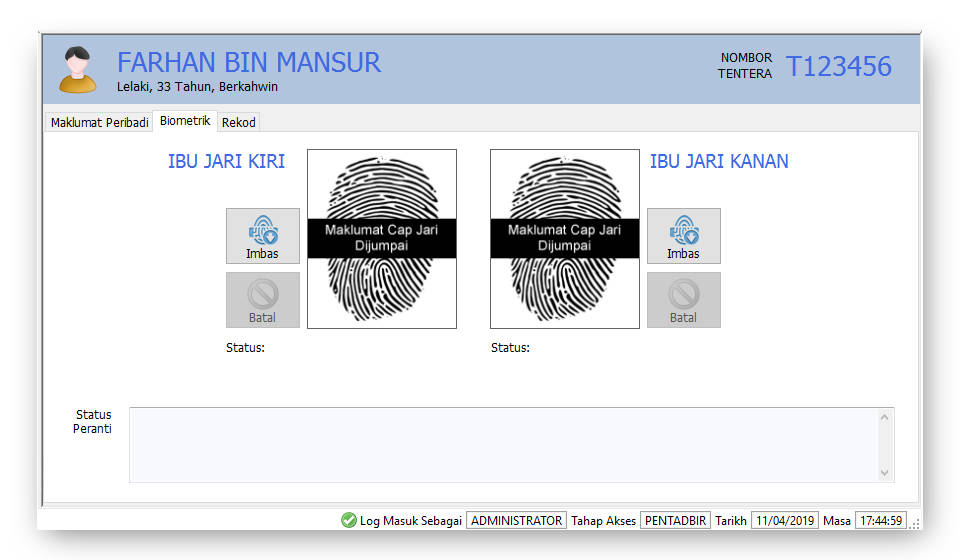 FARHAN BIN MANSUR
Lelaki, 33 Tahun, Berkahwin
NOMBOR
TENTERA
T123456
Maklumat Peribadi
Biometrik
Rekod
IBU JARI KIRI
Maklumat Cap Jari
Dijumpai
Imbas
Batal
Status:
Maklumat Cap Jari
Dijumpai
IBU JARI KANAN
Imbas
Batal
Status:
Status
Peranti
Log Masuk Sebagai ADMINISTRATOR Tahap Akses PENTADBIR Tarikh 11/04/2019 Masa 17:44:59